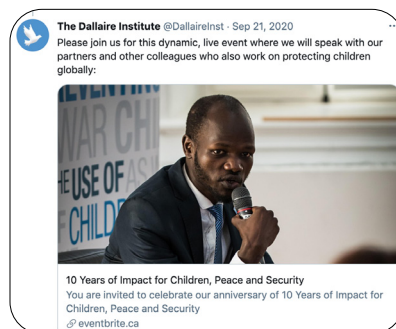 The Dallaire Institute @DallaireInst · Sep 21, 2020
Please join us for this dynamic, live event where we will speak with our
partners and other colleagues who also work on protecting children
globally:
WAR CHI
THE USE OF AS
CHILD
10 Years of Impact for Children, Peace and Security
You are invited to celebrate our anniversary of 10 Years of Impact for
Children, Peace and Security
eventbrite.ca